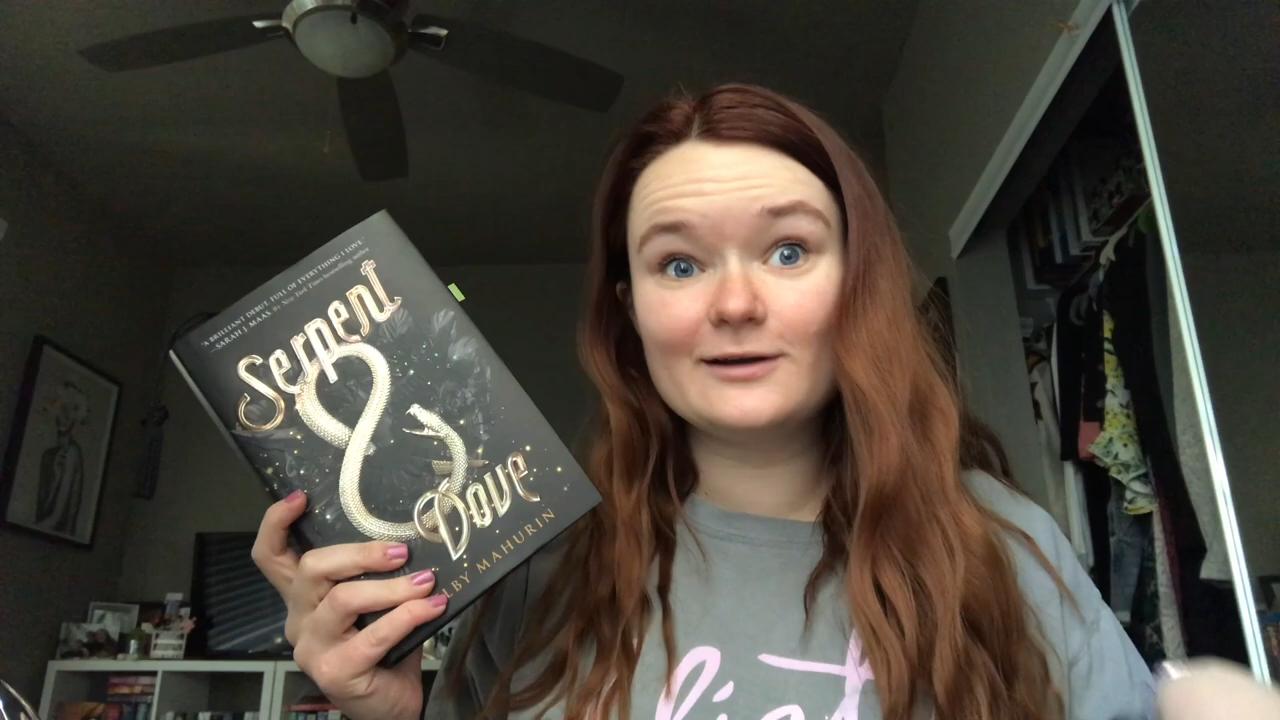 "A BRILLIANT DEBUT, FULL OF EVERYTHING I LOVE"
—SARAH J. MAAS, #1 New York Times bestselling author
Serpent
&
Dove
LBY MAHURIN